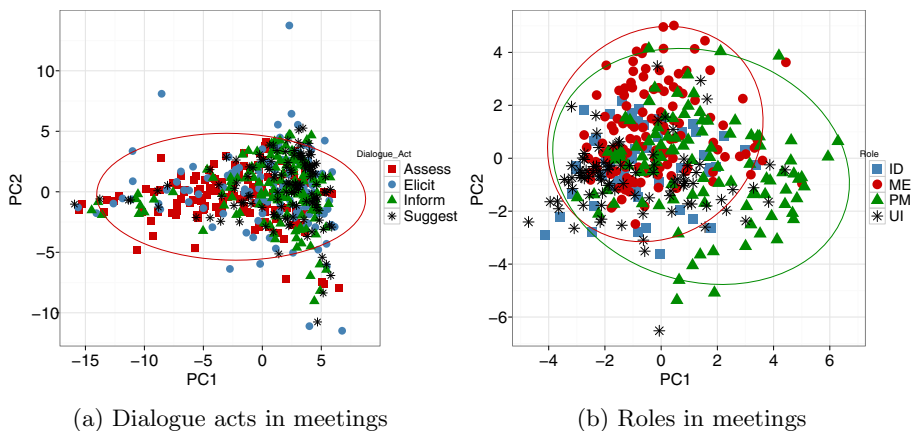 10
5
0
−5
−10
−15
−10
−5
0
5
PC2
PC1
Dialogue_Act
Assess
Elicit
Inform
Suggest
(a) Dialogue acts in meetings
4
2
0
−2
−4
−6
−4
−2
0
2
4
6
PC2
PC1
Role
ID
ME
PM
UI
(b) Roles in meetings